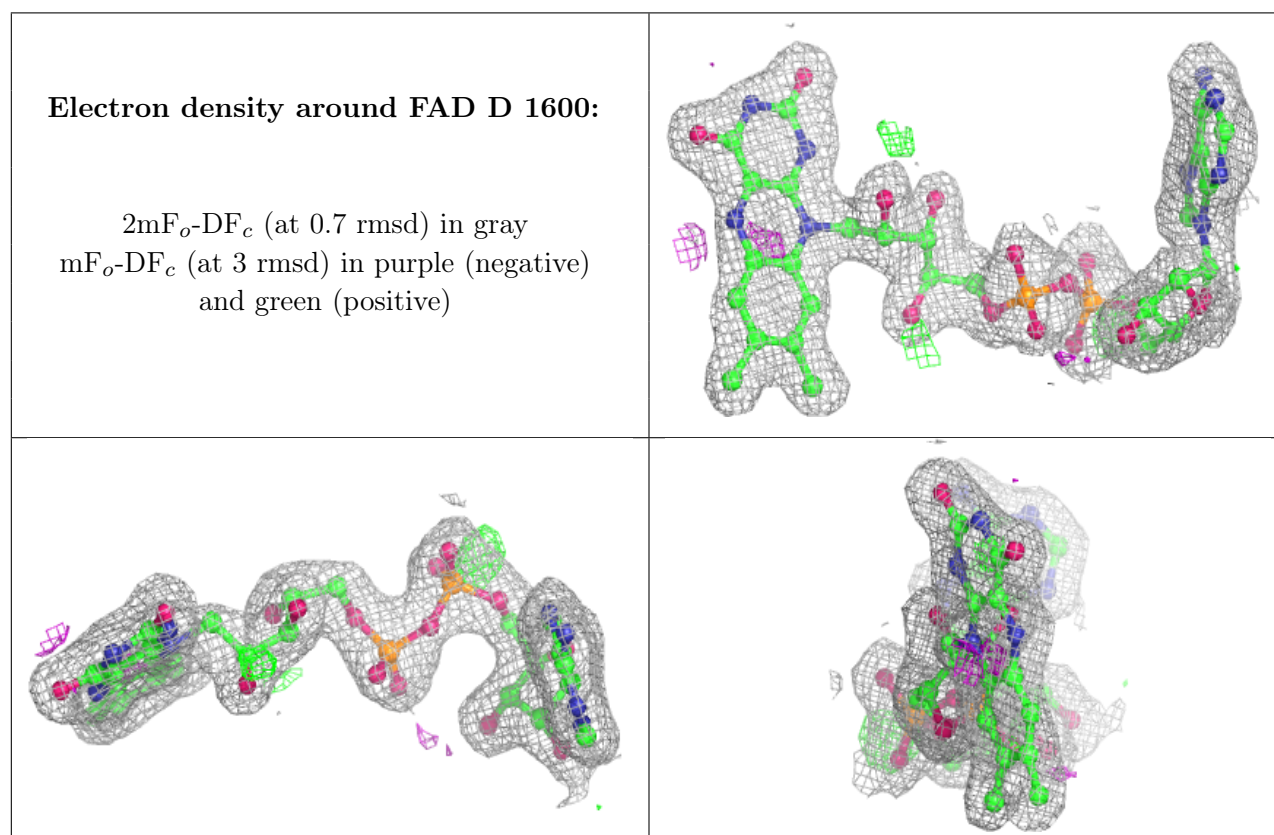 Electron density around FAD D 1600:
2mFo-DFc (at 0.7 rmsd) in gray
mFo-DFc (at 3 rmsd) in purple (negative)
and green (positive)